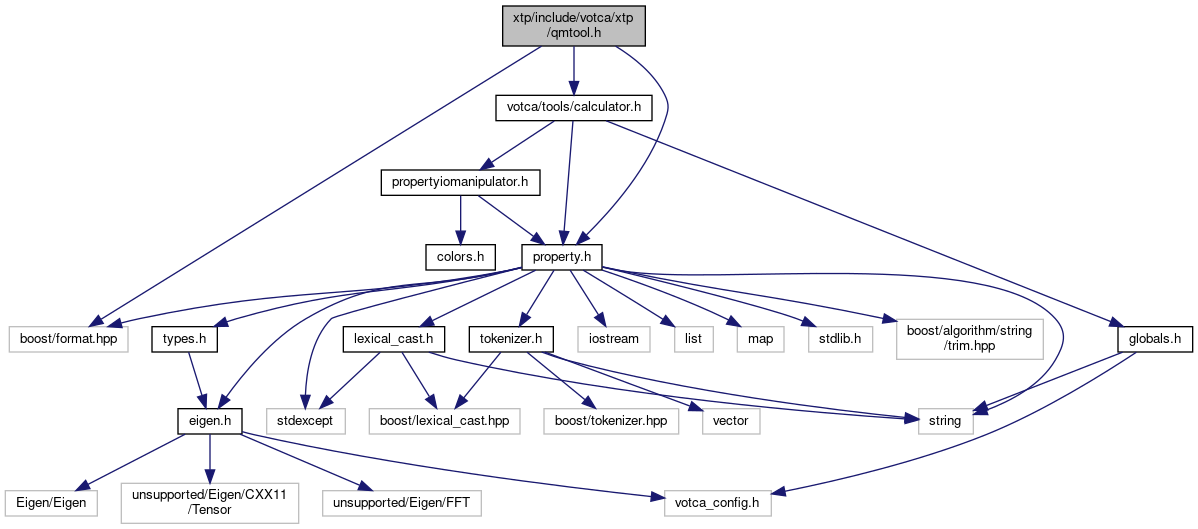 xtp/include/votca/xtp
/qmtool.h
votca/tools/calculator.h
propertyiomanipulator.h
colors.h
property.h
boost/format.hpp
types.h
lexical_cast.h
tokenizer.h
iostream
list
map
stdlib.h
boost/algorithm/string
/trim.hpp
globals.h
eigen.h
stdexcept
boost/lexical_cast.hpp
boost/tokenizer.hpp
vector
string
Eigen/Eigen
unsupported/Eigen/CXX11
/Tensor
unsupported/Eigen/FFT
votca_config.h